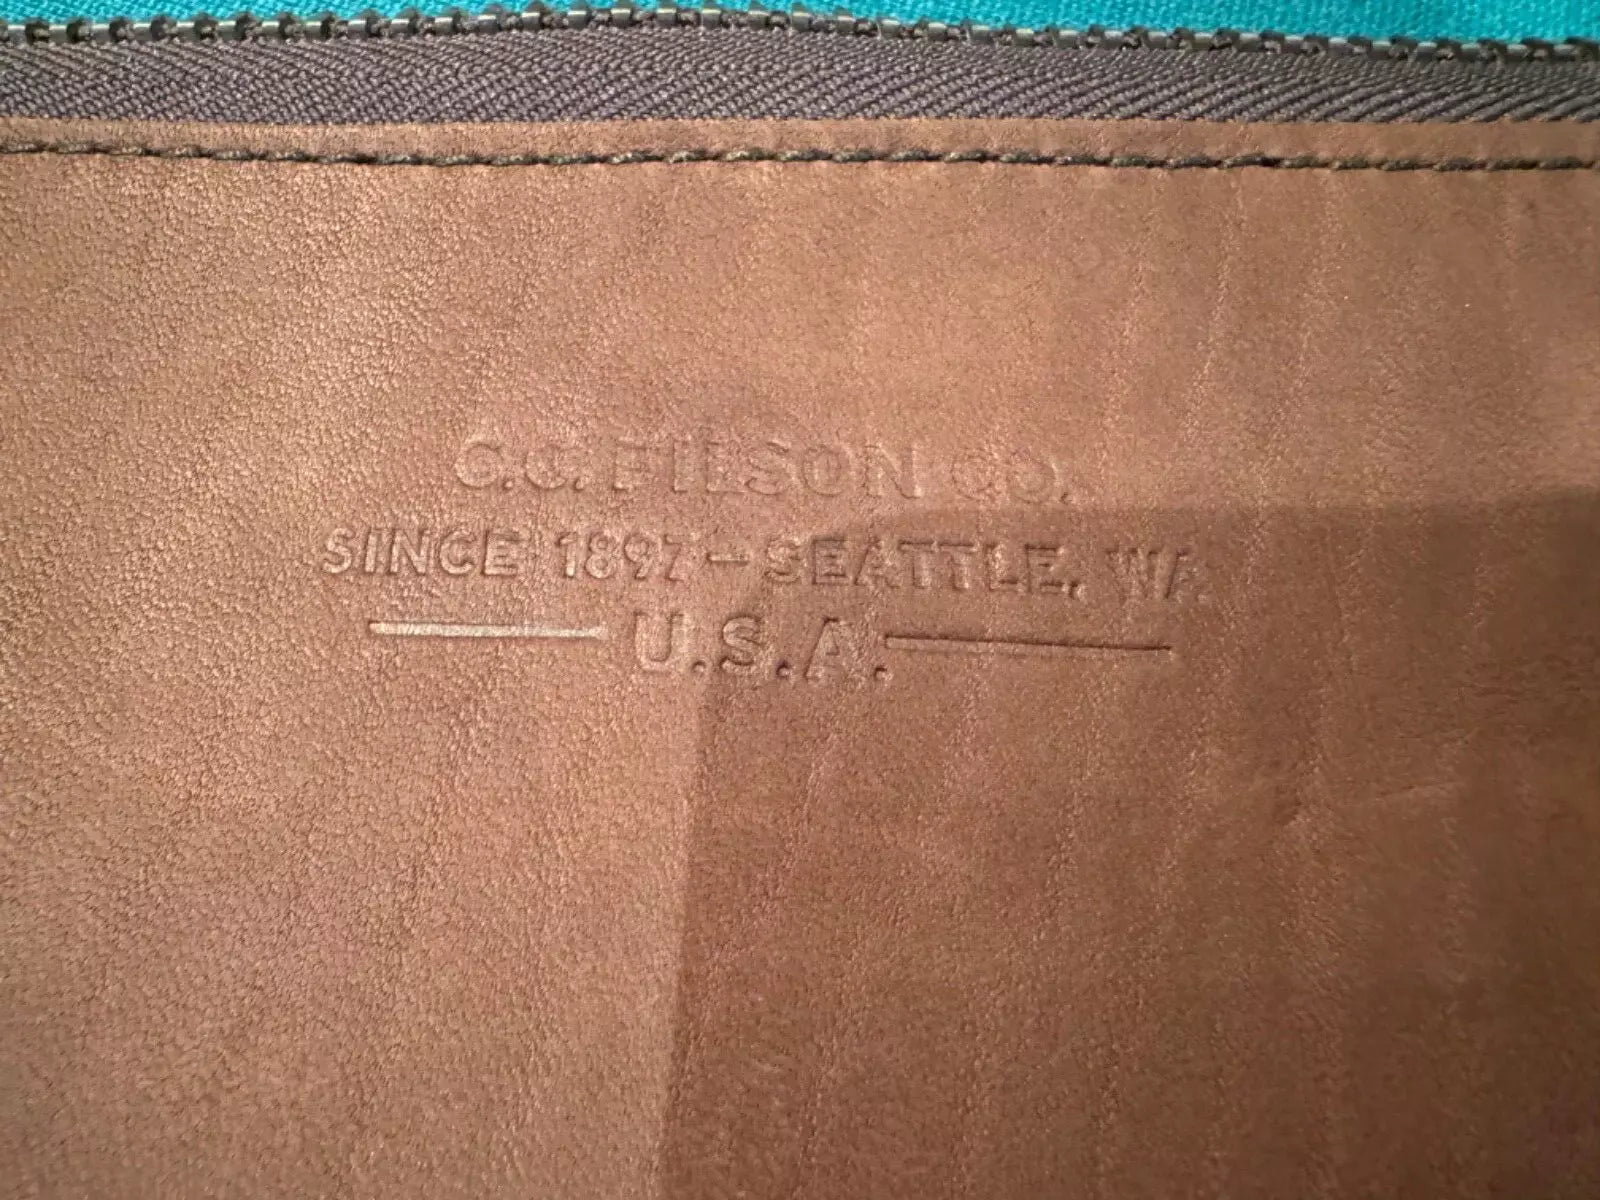 C.C. FILSON CO.
SINCE 1897 – SEATTLE, WA
U.S.A.